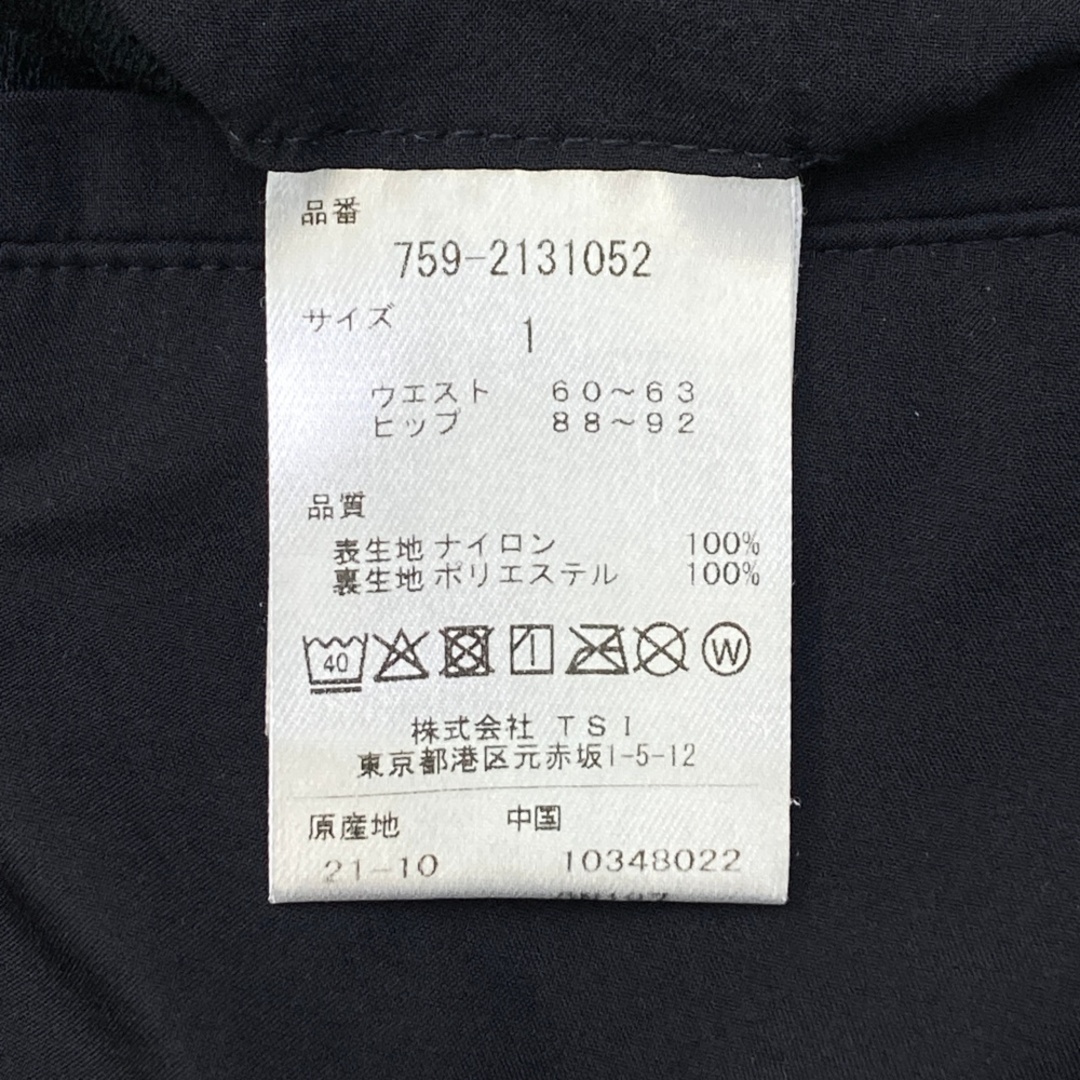 品番
759-2131052
サイズ 1
ウエスト 60～63
ヒップ 88～92
品質
表生地 ナイロン 100%
裏生地 ポリエステル 100%
40 W
株式会社 TSI
東京都港区元赤坂1-5-12
原産地 中国
21-10 10348022